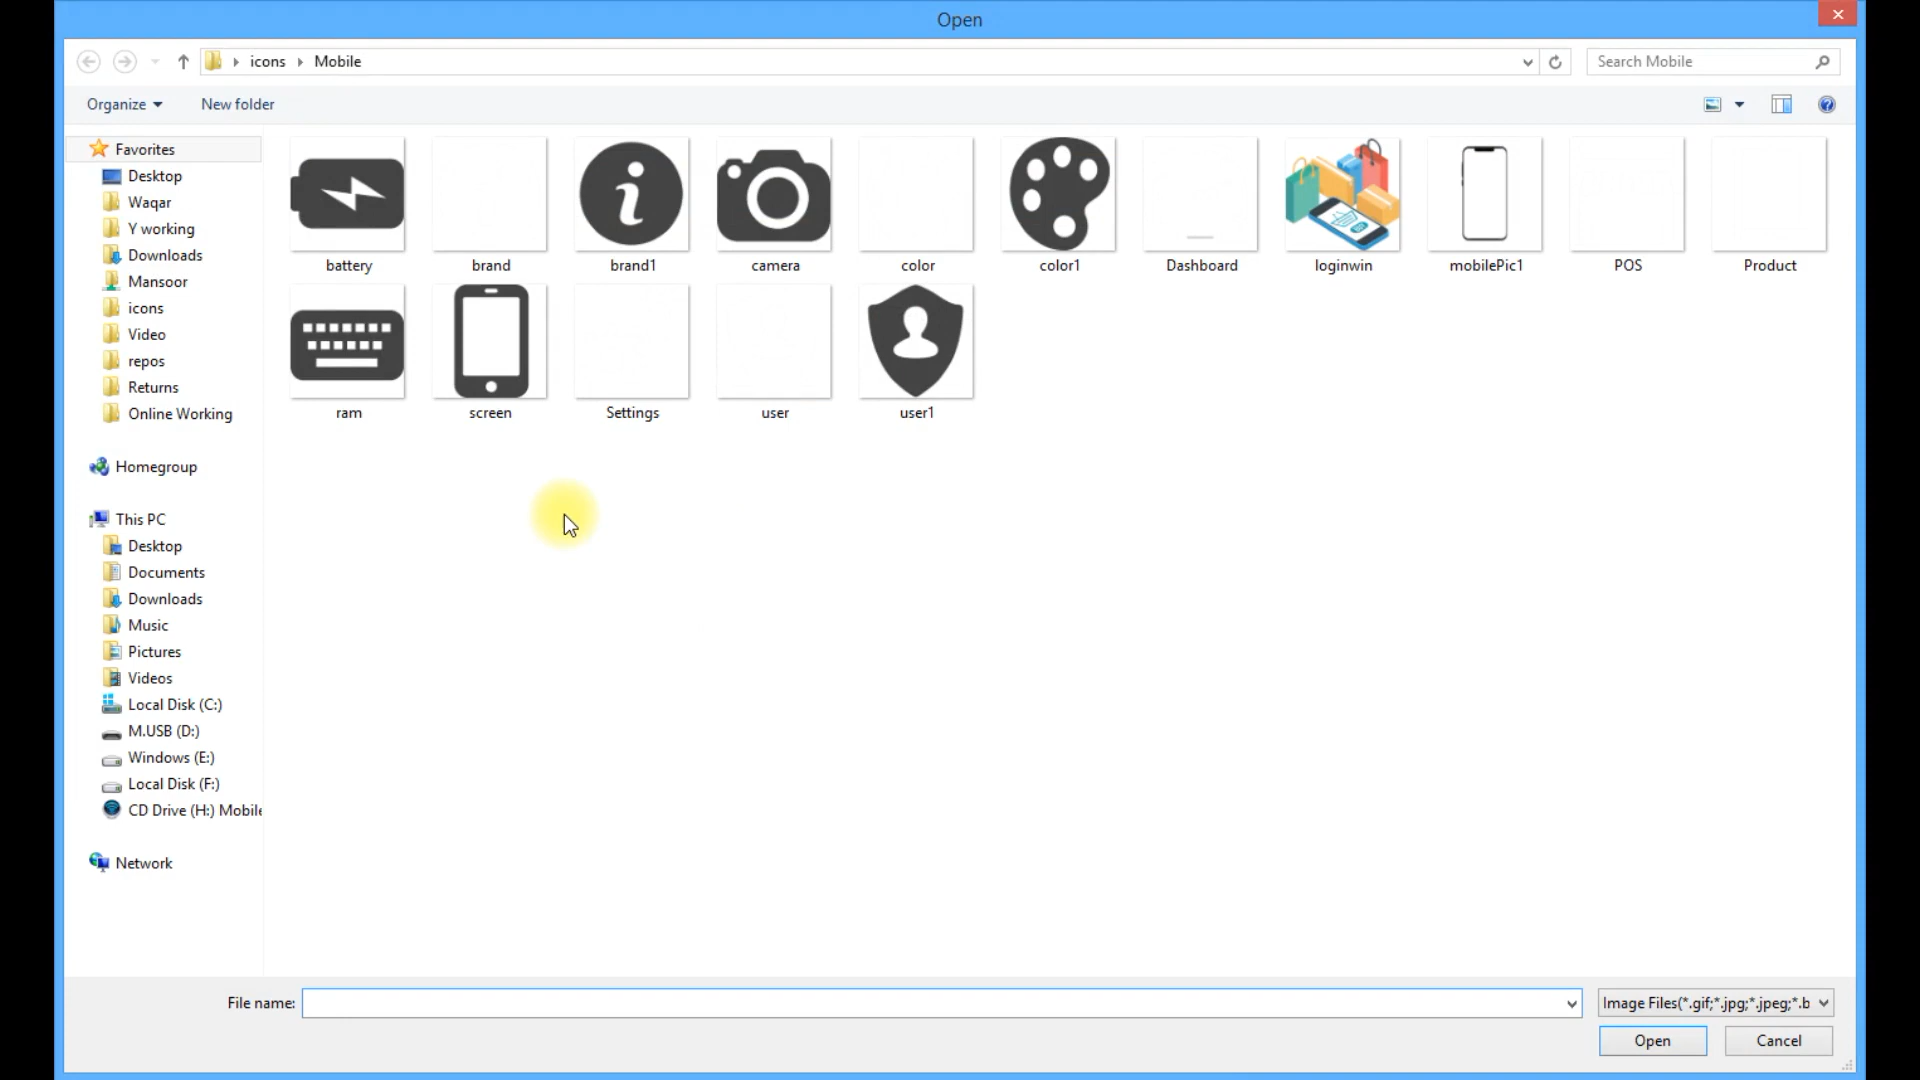 Open
icons Mobile
Search Mobile
Organize
New folder
Favorites
Desktop
Waqar
Y working
Downloads
Mansoor
icons
Video
repos
Returns
Online Working
Homegroup
This PC
Desktop
Documents
Downloads
Music
Pictures
Videos
Local Disk (C:)
M.USB (D:)
Windows (E:)
Local Disk (F:)
CD Drive (H:) Mobile
Network
battery brand brand1 camera color color1 Dashboard loginwin mobilePic1 POS Product
ram screen Settings user user1
File name:
Image Files(*.gif;*.jpg;*.jpeg;*.b
Open Cancel